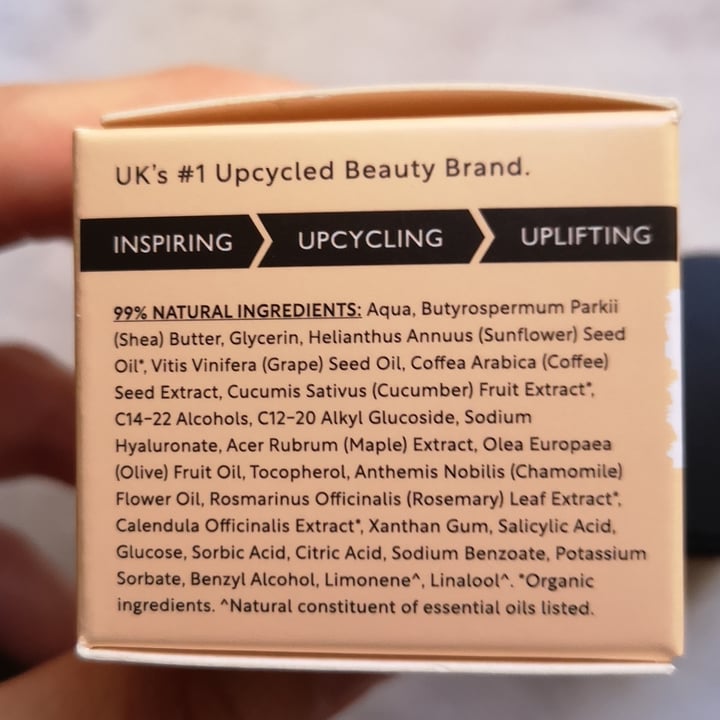 UK's #1 Upcycled Beauty Brand.
INSPIRING UPCYCLING UPLIFTING
99% NATURAL INGREDIENTS: Aqua, Butyrospermum Parkii
(Shea) Butter, Glycerin, Helianthus Annuus (Sunflower) Seed
Oil*, Vitis Vinifera (Grape) Seed Oil, Coffea Arabica (Coffee)
Seed Extract, Cucumis Sativus (Cucumber) Fruit Extract*,
C14-22 Alcohols, C12-20 Alkyl Glucoside, Sodium
Hyaluronate, Acer Rubrum (Maple) Extract, Olea Europaea
(Olive) Fruit Oil, Tocopherol, Anthemis Nobilis (Chamomile)
Flower Oil, Rosmarinus Officinalis (Rosemary) Leaf Extract*,
Calendula Officinalis Extract*, Xanthan Gum, Salicylic Acid,
Glucose, Sorbic Acid, Citric Acid, Sodium Benzoate, Potassium
Sorbate, Benzyl Alcohol, Limonene^, Linalool^. *Organic
ingredients. ^Natural constituent of essential oils listed.